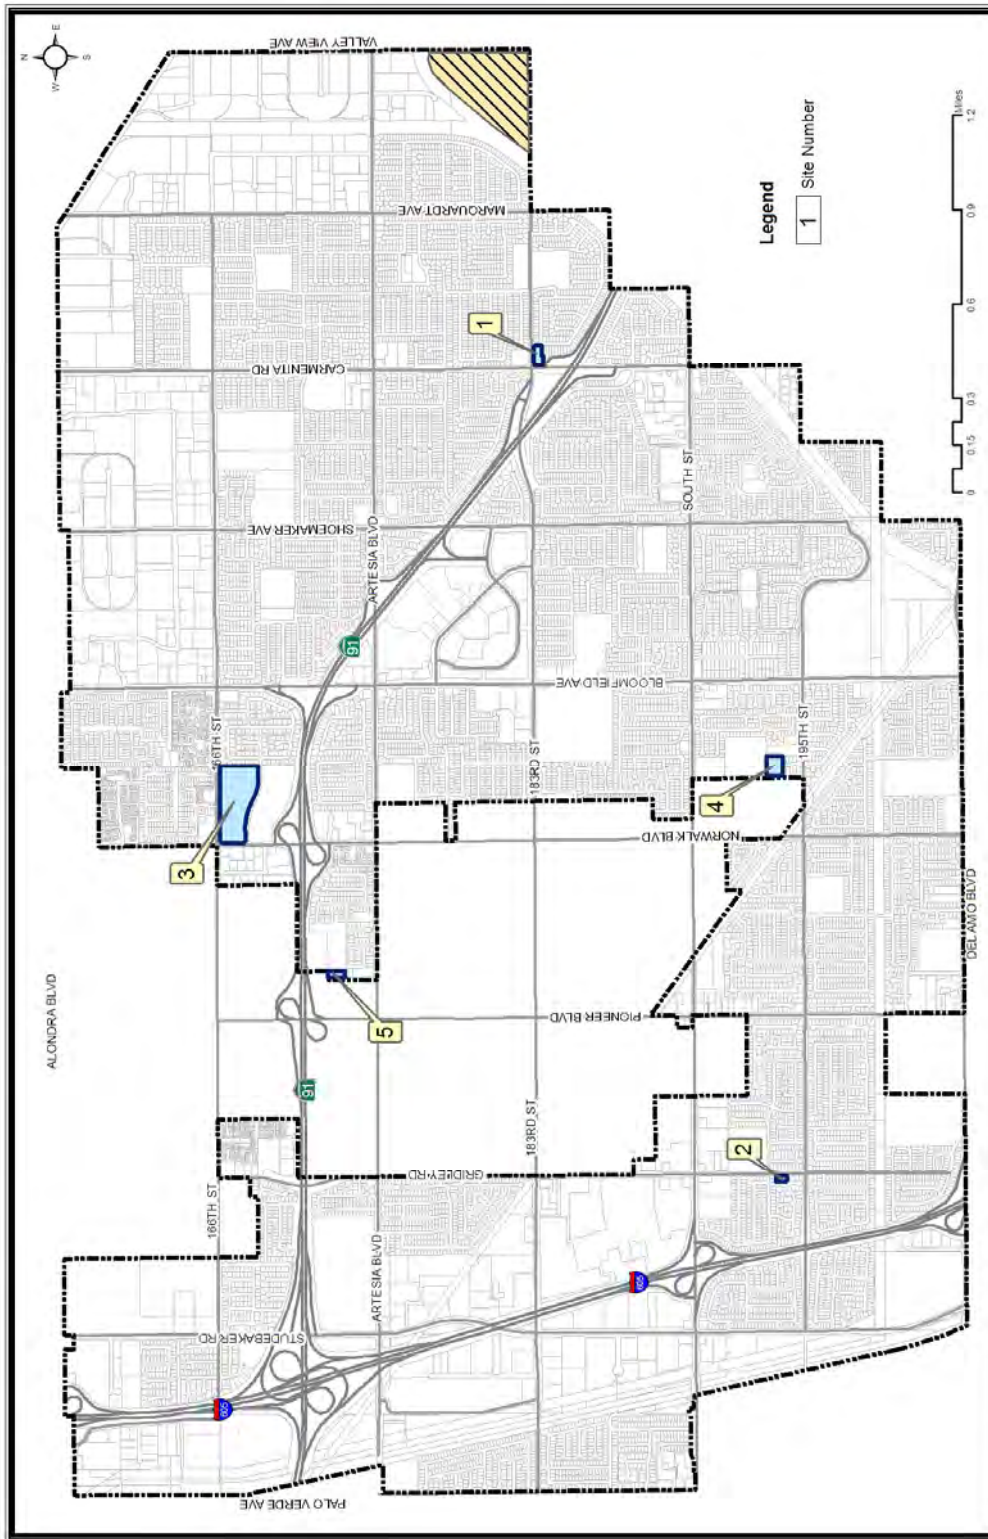 N
W
E
S
ALONDRA BLVD
VALLEY VIEW AVE
MARQUARDT AVE
CARMENITA RD
SHOEMAKER AVE
BLOOMFIELD AVE
NORWALK BLVD
PIONEER BLVD
GRIDLEY RD
STUDEBAKER RD
PALO VERDE AVE
166TH ST
166TH ST
ARTESIA BLVD
ARTESIA BLVD
183RD ST
183RD ST
SOUTH ST
195TH ST
DEL AMO BLVD
605
605
91
91
3
5
1
4
2
Legend
1 Site Number
0 0.15 0.3 0.6 0.9 1.2
Miles